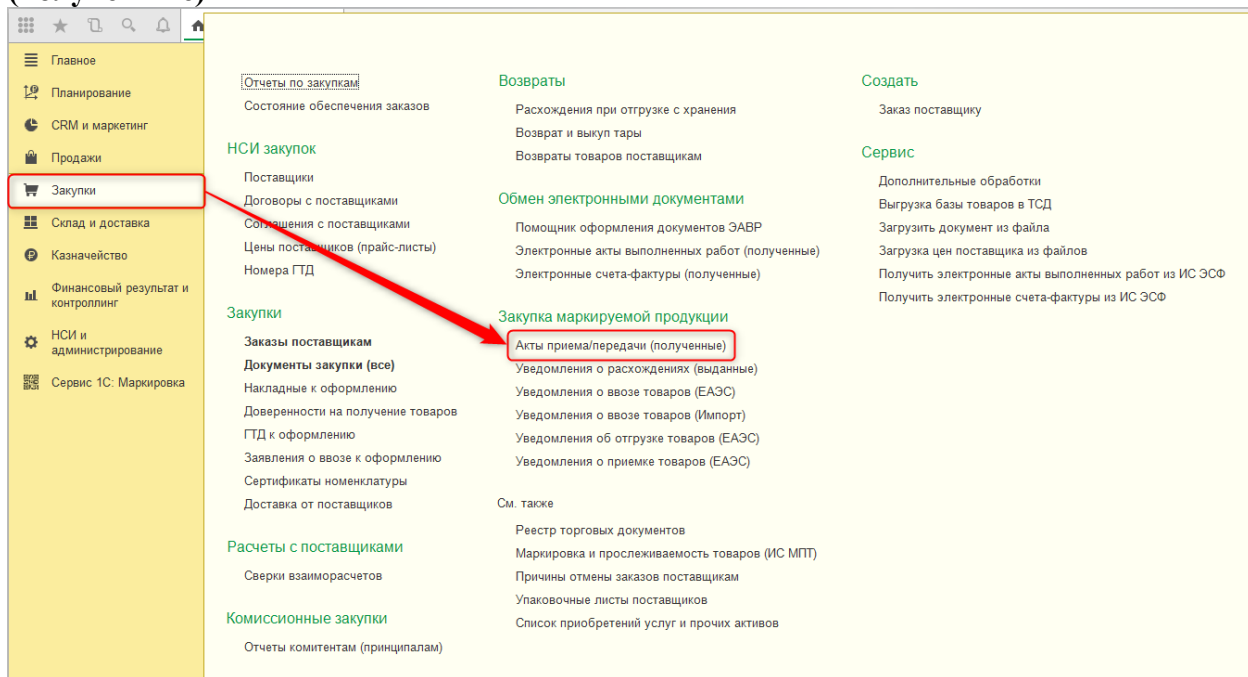 Главное
Планирование
CRM и маркетинг
Продажи
Закупки
Склад и доставка
Казначейство
Финансовый результат и
контроллинг
НСИ и
администрирование
Сервис 1С: Маркировка
Отчеты по закупкам
Состояние обеспечения заказов
НСИ закупок
Поставщики
Договоры с поставщиками
Соглашения с поставщиками
Цены поставщиков (прайс-листы)
Номера ГТД
Закупки
Заказы поставщикам
Документы закупки (все)
Накладные к оформлению
Доверенности на получение товаров
ГТД к оформлению
Заявления о ввозе к оформлению
Сертификаты номенклатуры
Доставка от поставщиков
Расчеты с поставщиками
Сверки взаиморасчетов
Комиссионные закупки
Отчеты комитентам (принципалам)
Возвраты
Расхождения при отгрузке с хранения
Возврат и выкуп тары
Возвраты товаров поставщикам
Обмен электронными документами
Помощник оформления документов ЭАВР
Электронные акты выполненных работ (полученные)
Электронные счета-фактуры (полученные)
Закупка маркируемой продукции
Акты приема/передачи (полученные)
Уведомления о расхождениях (выданные)
Уведомления о ввозе товаров (ЕАЭС)
Уведомления о ввозе товаров (Импорт)
Уведомления об отгрузке товаров (ЕАЭС)
Уведомления о приемке товаров (ЕАЭС)
См. также
Реестр торговых документов
Маркировка и прослеживаемость товаров (ИС МПТ)
Причины отмены заказов поставщикам
Упаковочные листы поставщиков
Список приобретений услуг и прочих активов
Создать
Заказ поставщику
Сервис
Дополнительные обработки
Выгрузка базы товаров в ТСД
Загрузить документ из файла
Загрузка цен поставщика из файлов
Получить электронные акты выполненных работ из ИС ЭСФ
Получить электронные счета-фактуры из ИС ЭСФ